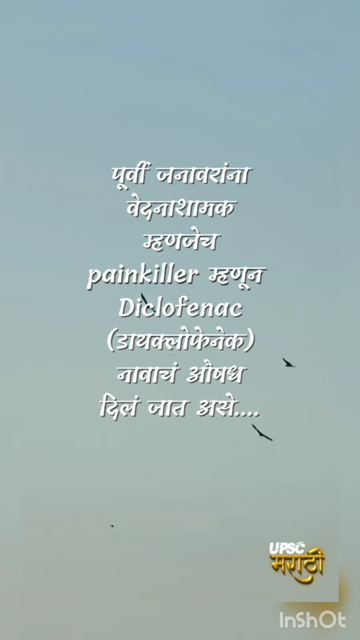 पूर्वी जनावरांना
वेदनाशामक
म्हणजेच
painkiller म्हणून
Diclofenac
(डायक्लोफेनेक)
नावाचं औषध
दिलं जात असे....
UPSC
मराठी
InShOt